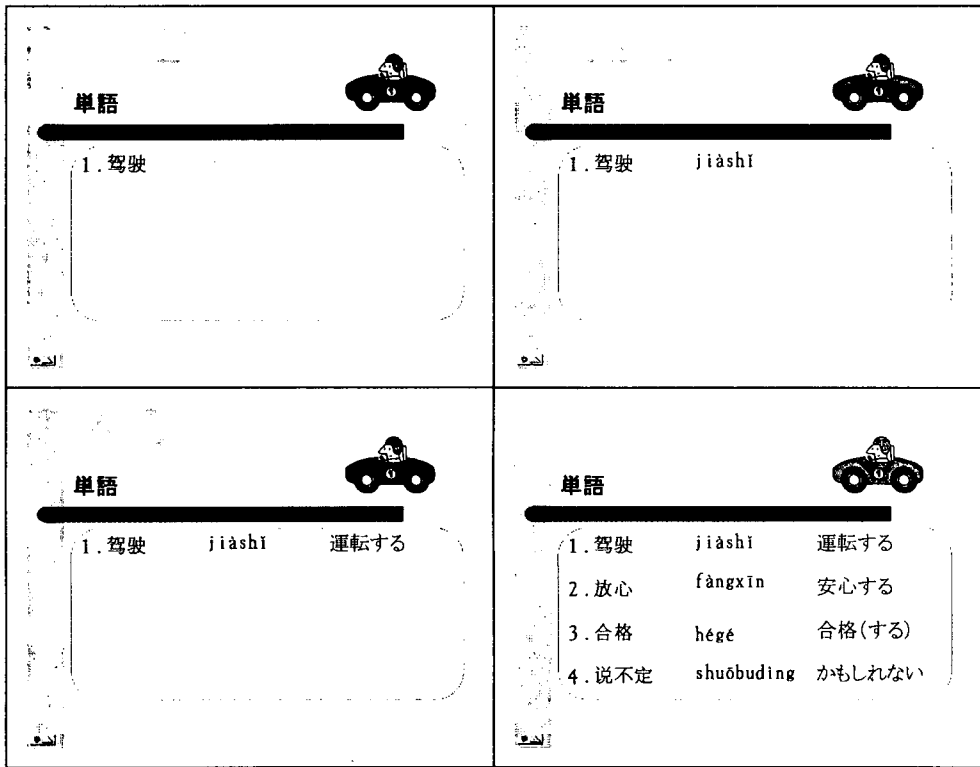 単語
1.驾驶
単語
1.驾驶 jiàshǐ
単語
1.驾驶 jiàshǐ 運転する
単語
1.驾驶 jiàshǐ 運転する
2.放心 fàngxīn 安心する
3.合格 hégé 合格(する)
4.说不定 shuōbudìng かもしれない